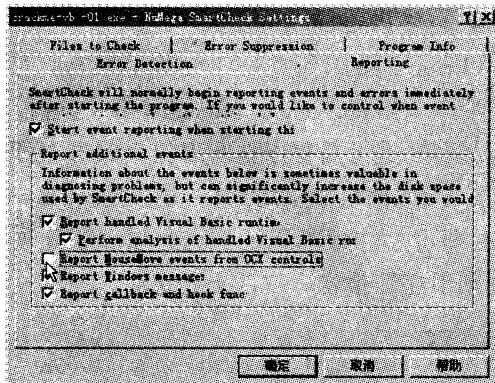 crackme-vb -01 exe - NuMega SmartCheck Settings
Files to Check
Error Suppression
Program Info
Error Detection
Reporting
SmartCheck will normally begin reporting events and errors immediately
after starting the program. If you would like to control when event
Start event reporting when starting thi
Report additional events
Information about the events below is sometimes valuable in
diagnosing problems, but can significantly increase the disk space
used by SmartCheck as it reports events. Select the events you would
Report handled Visual Basic runtim
Perform analysis of handled Visual Basic rur
Report MouseMove events from OCX controls
Report Windows message
Report callback and hook func
确定
取消
帮助